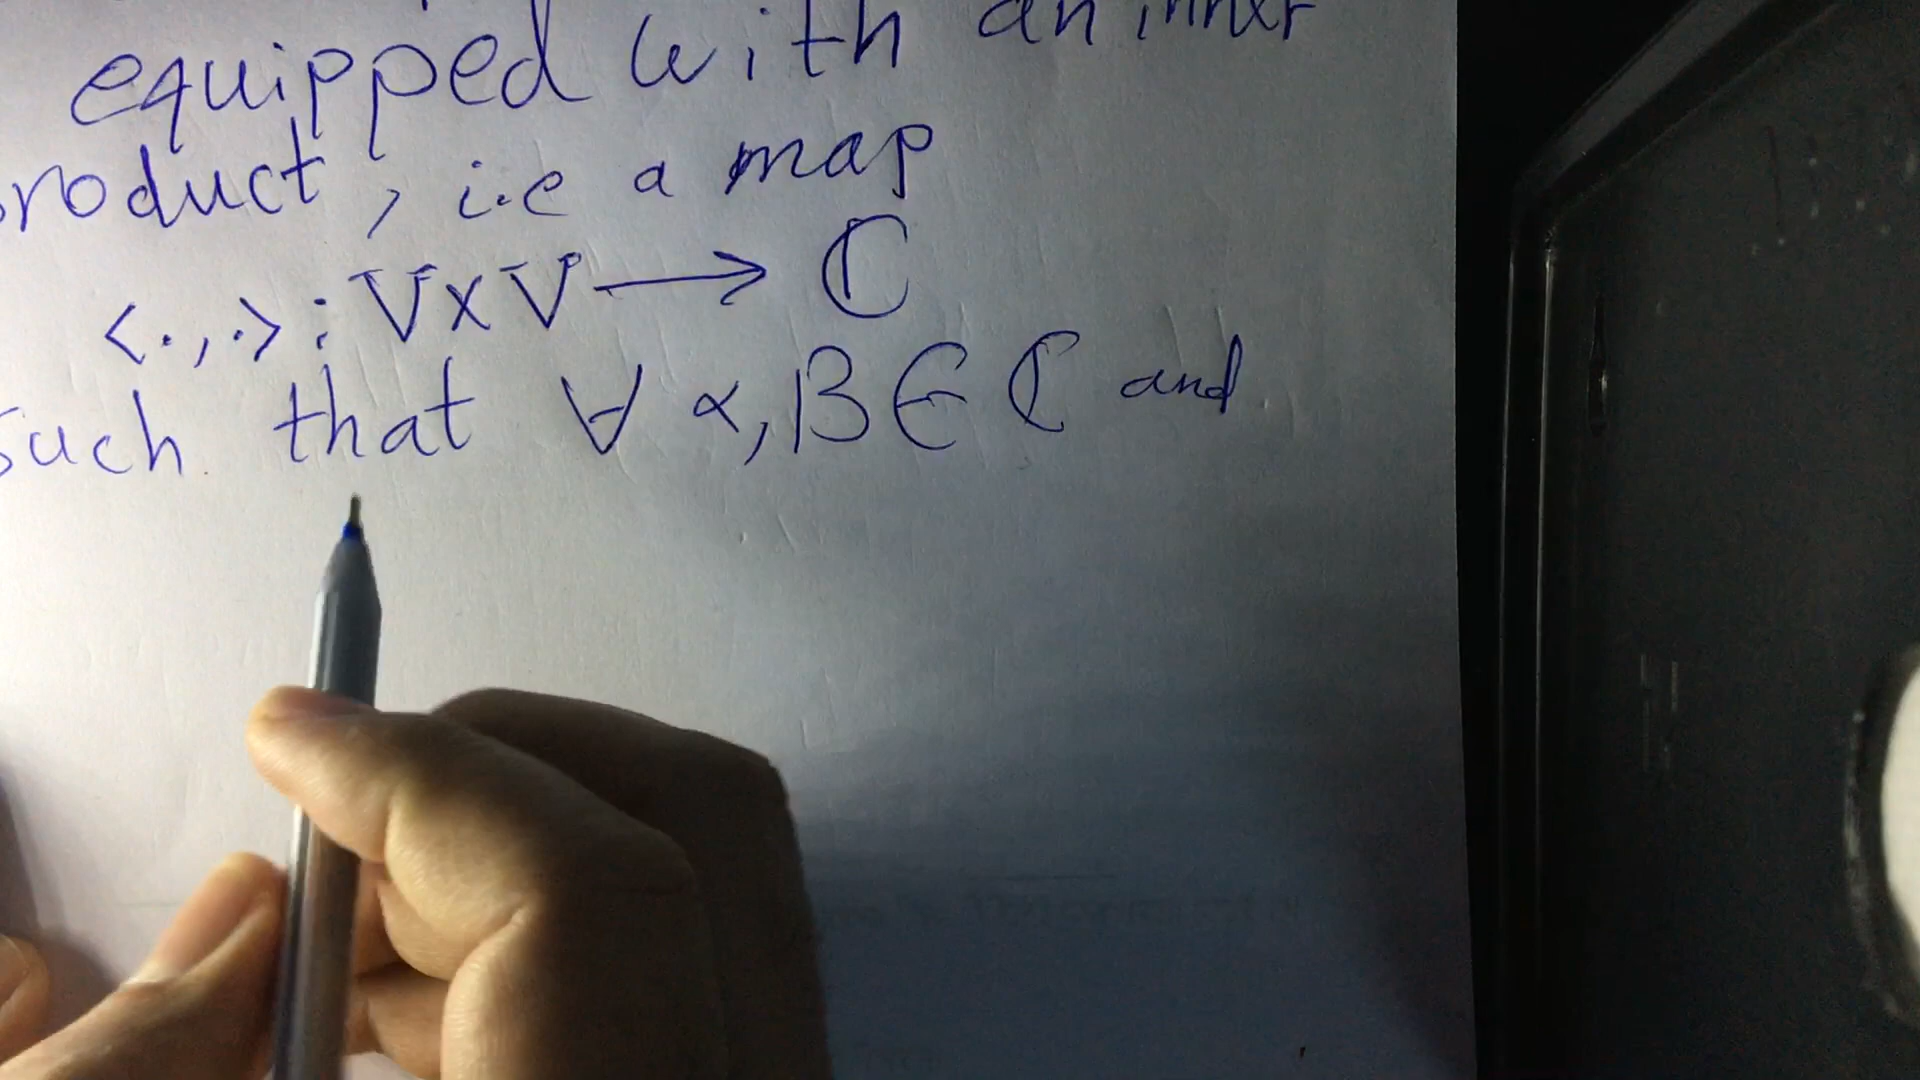 equipped with an inner
product, i.e a map
<.,.> : V×V ⟶ ℂ
such that ∀ α,β ∈ ℂ and